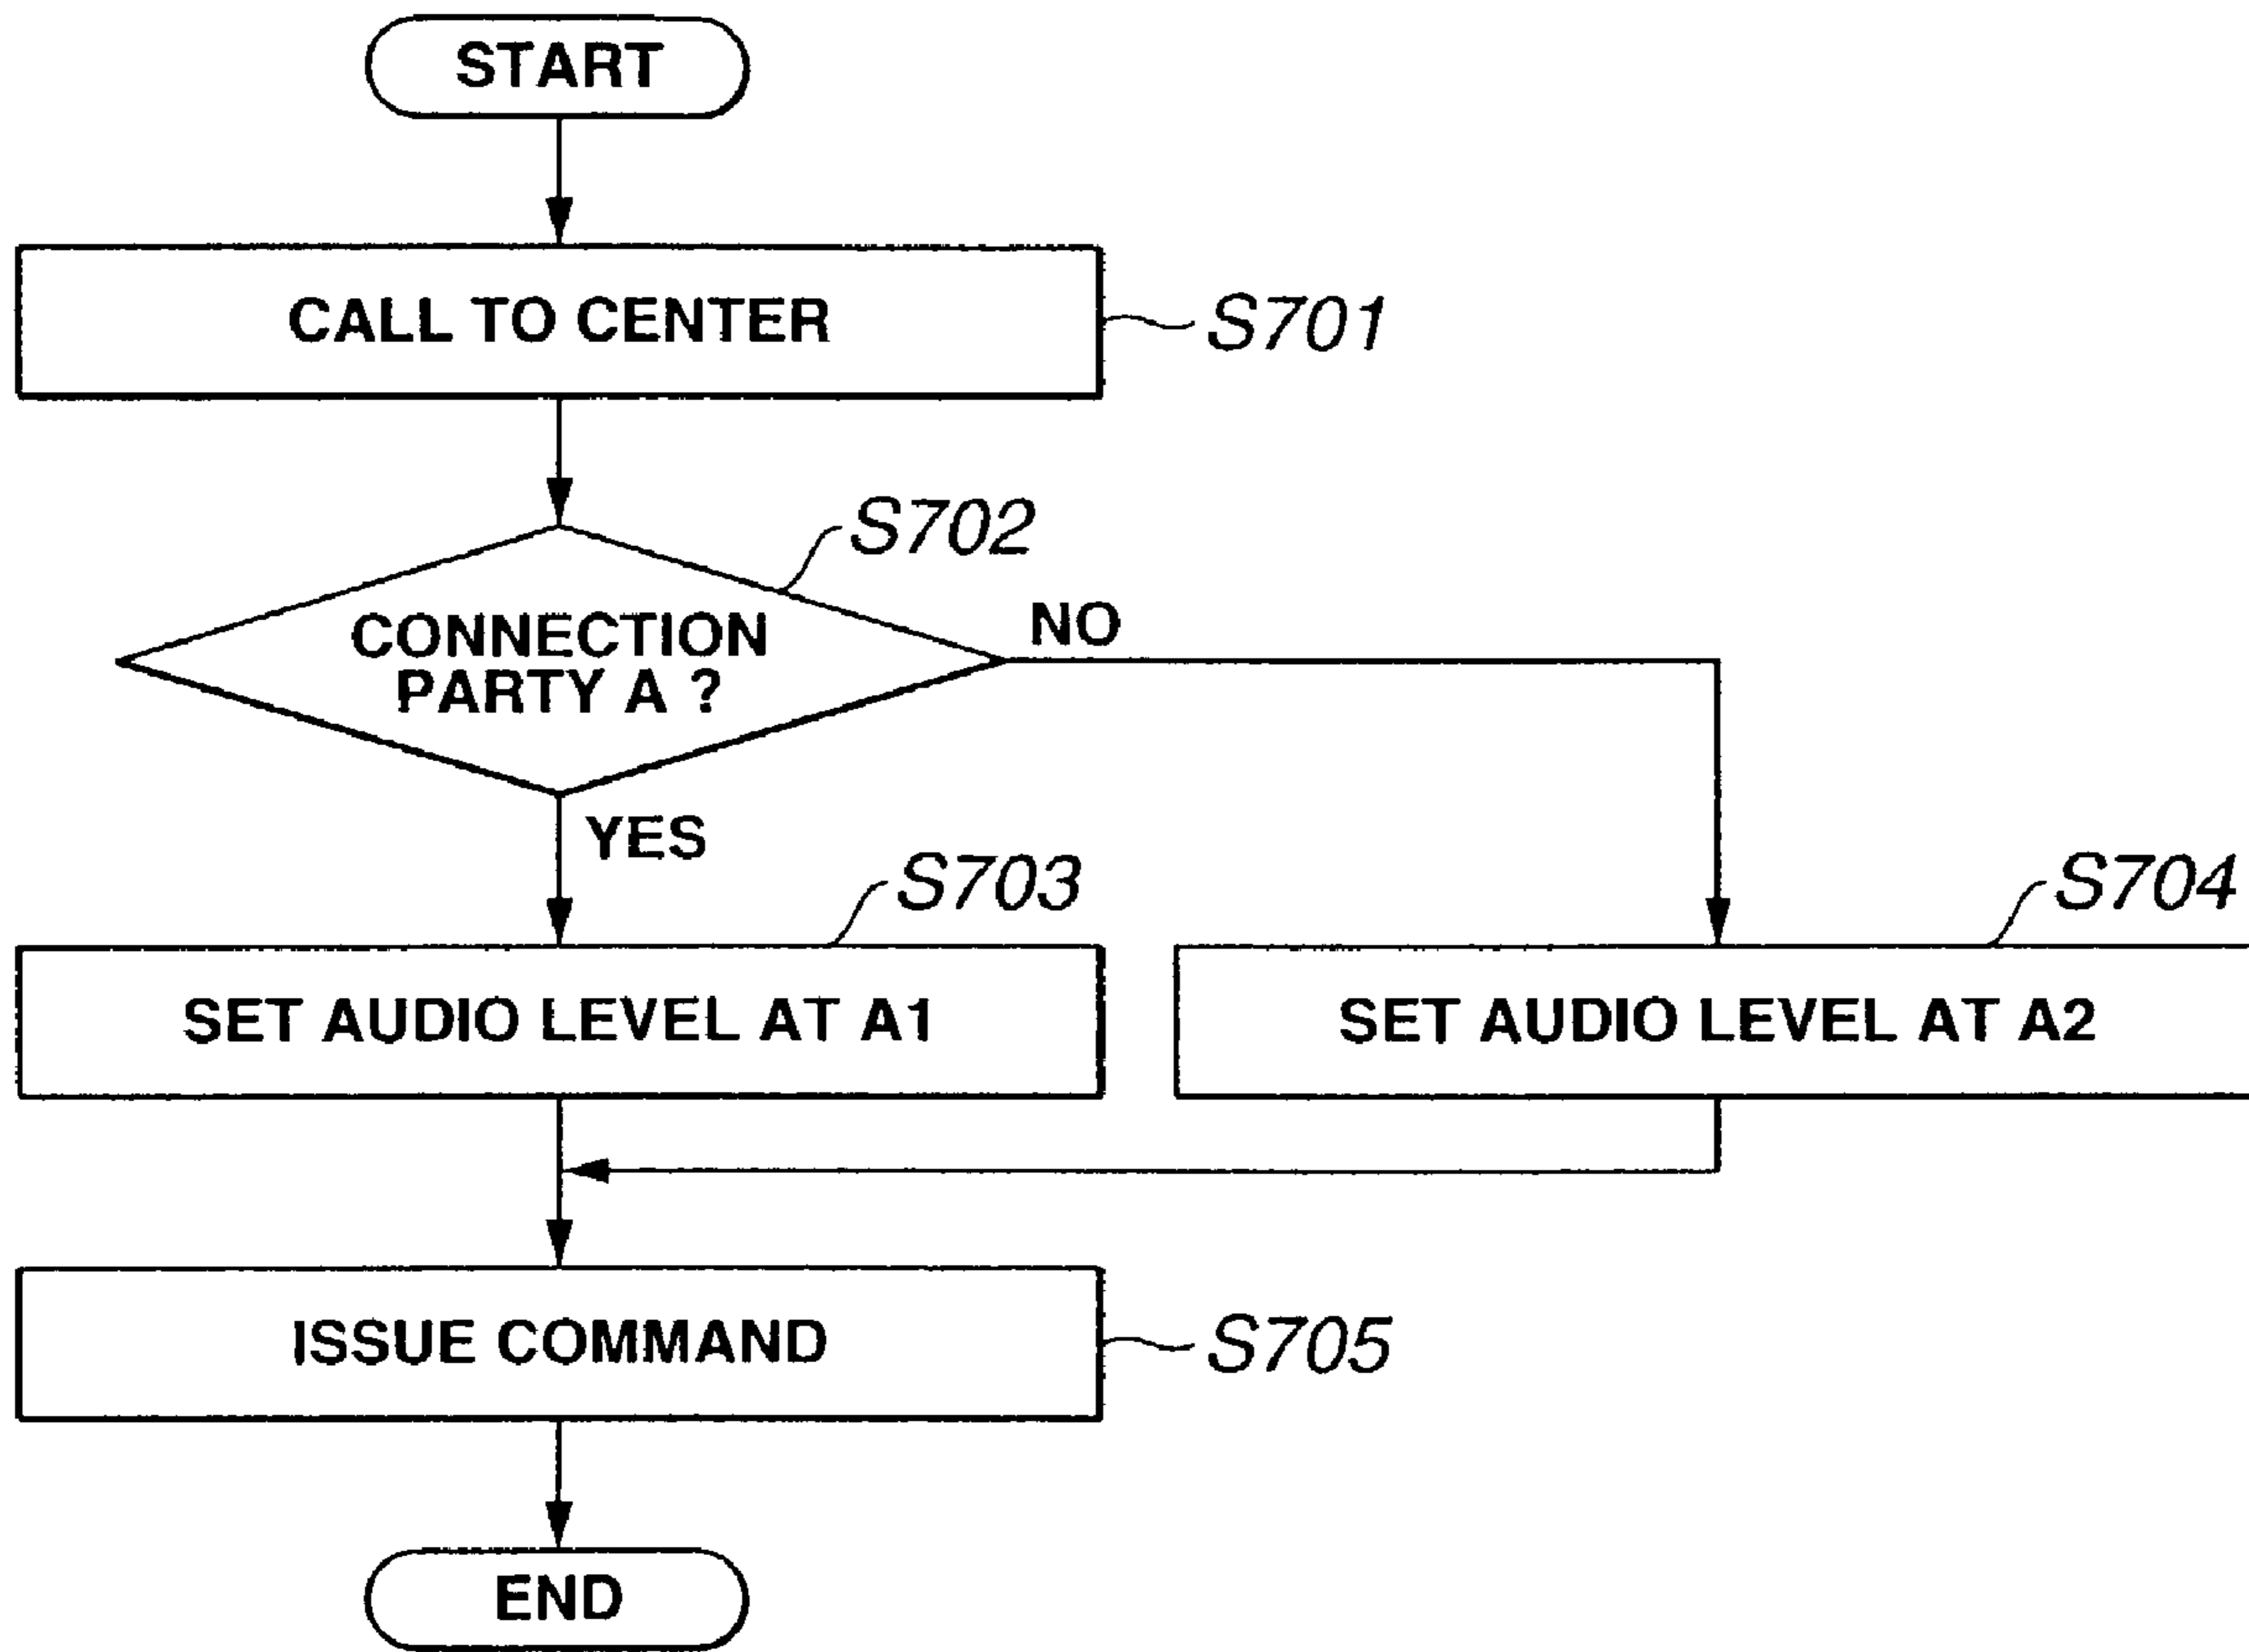 START
CALL TO CENTER
S701
S702
CONNECTION
PARTY A ?
NO
YES
S703
S704
SET AUDIO LEVEL AT A1
SET AUDIO LEVEL AT A2
ISSUE COMMAND
S705
END